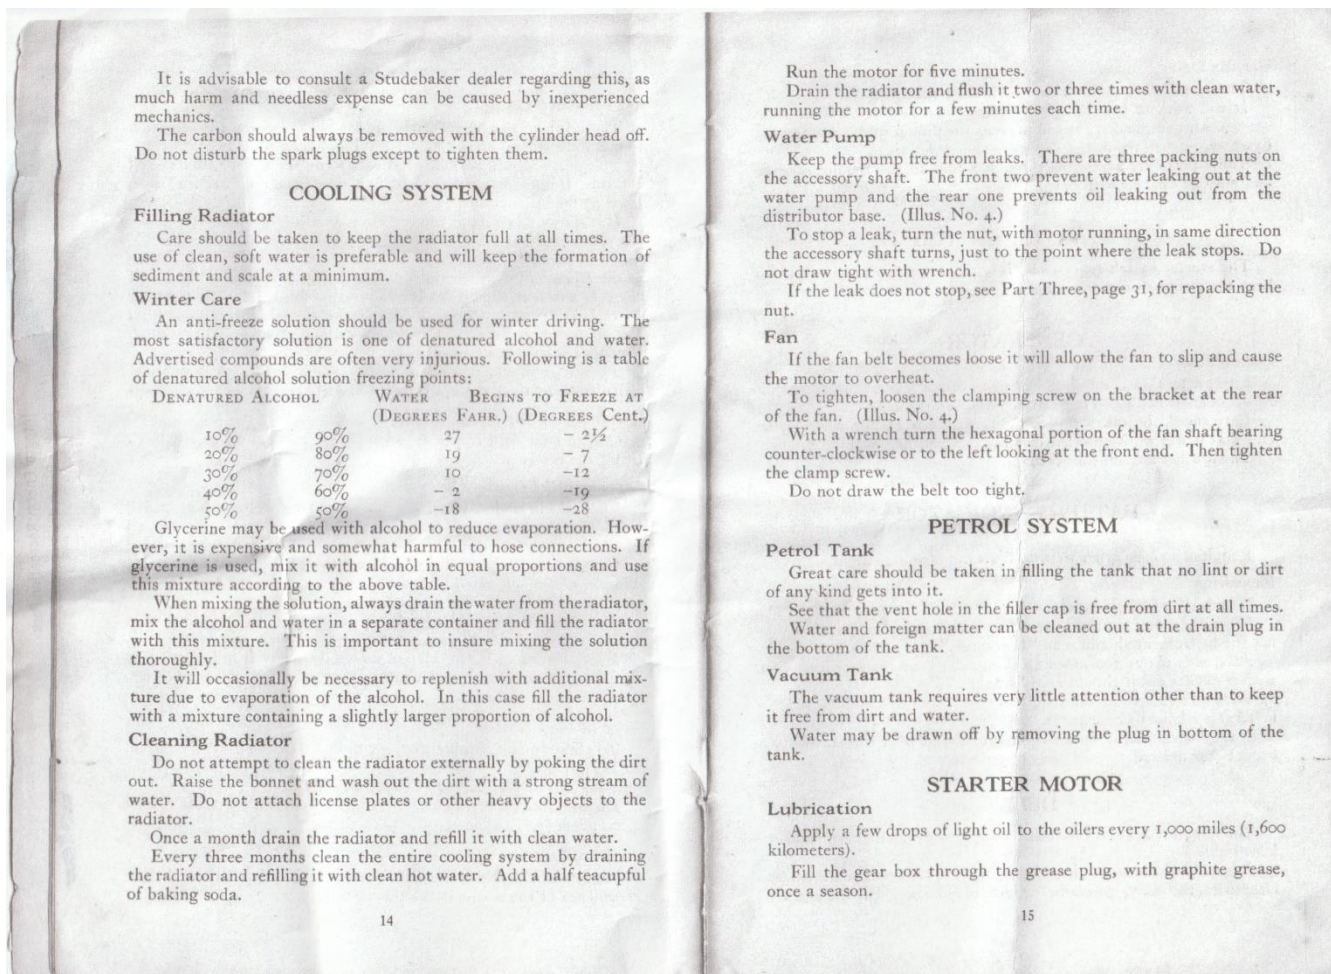 It is advisable to consult a Studebaker dealer regarding this, as
much harm and needless expense can be caused by inexperienced
mechanics.
The carbon should always be removed with the cylinder head off.
Do not disturb the spark plugs except to tighten them.
COOLING SYSTEM
Filling Radiator
Care should be taken to keep the radiator full at all times. The
use of clean, soft water is preferable and will keep the formation of
sediment and scale at a minimum.
Winter Care
An anti-freeze solution should be used for winter driving. The
most satisfactory solution is one of denatured alcohol and water.
Advertised compounds are often very injurious. Following is a table
of denatured alcohol solution freezing points:
DENATURED ALCOHOL WATER BEGINS TO FREEZE AT
(DEGREES FAHR.) (DEGREES Cent.)
10% 90% 27 – 2½
20% 80% 19 – 7
30% 70% 10 –12
40% 60% – 2 –19
50% 50% –18 –28
Glycerine may be used with alcohol to reduce evaporation. How-
ever, it is expensive and somewhat harmful to hose connections. If
glycerine is used, mix it with alcohol in equal proportions and use
this mixture according to the above table.
When mixing the solution, always drain the water from theradiator,
mix the alcohol and water in a separate container and fill the radiator
with this mixture. This is important to insure mixing the solution
thoroughly.
It will occasionally be necessary to replenish with additional mix-
ture due to evaporation of the alcohol. In this case fill the radiator
with a mixture containing a slightly larger proportion of alcohol.
Cleaning Radiator
Do not attempt to clean the radiator externally by poking the dirt
out. Raise the bonnet and wash out the dirt with a strong stream of
water. Do not attach license plates or other heavy objects to the
radiator.
Once a month drain the radiator and refill it with clean water.
Every three months clean the entire cooling system by draining
the radiator and refilling it with clean hot water. Add a half teacupful
of baking soda.
14
Run the motor for five minutes.
Drain the radiator and flush it two or three times with clean water,
running the motor for a few minutes each time.
Water Pump
Keep the pump free from leaks. There are three packing nuts on
the accessory shaft. The front two prevent water leaking out at the
water pump and the rear one prevents oil leaking out from the
distributor base. (Illus. No. 4.)
To stop a leak, turn the nut, with motor running, in same direction
the accessory shaft turns, just to the point where the leak stops. Do
not draw tight with wrench.
If the leak does not stop, see Part Three, page 31, for repacking the
nut.
Fan
If the fan belt becomes loose it will allow the fan to slip and cause
the motor to overheat.
To tighten, loosen the clamping screw on the bracket at the rear
of the fan. (Illus. No. 4.)
With a wrench turn the hexagonal portion of the fan shaft bearing
counter-clockwise or to the left looking at the front end. Then tighten
the clamp screw.
Do not draw the belt too tight.
PETROL SYSTEM
Petrol Tank
Great care should be taken in filling the tank that no lint or dirt
of any kind gets into it.
See that the vent hole in the filler cap is free from dirt at all times.
Water and foreign matter can be cleaned out at the drain plug in
the bottom of the tank.
Vacuum Tank
The vacuum tank requires very little attention other than to keep
it free from dirt and water.
Water may be drawn off by removing the plug in bottom of the
tank.
STARTER MOTOR
Lubrication
Apply a few drops of light oil to the oilers every 1,000 miles (1,600
kilometers).
Fill the gear box through the grease plug, with graphite grease,
once a season.
15